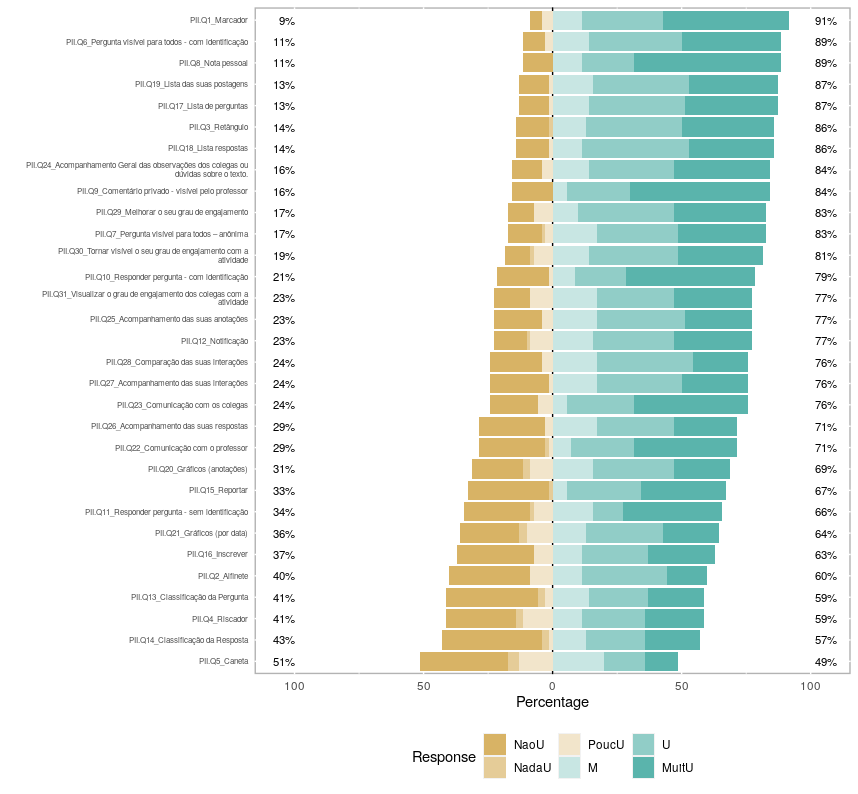 PII.Q1_Marcador 9% 91%
PII.Q6_Pergunta visível para todos - com identificação 11% 89%
PII.Q8_Nota pessoal 11% 89%
PII.Q19_Lista das suas postagens 13% 87%
PII.Q17_Lista de perguntas 13% 87%
PII.Q3_Retângulo 14% 86%
PII.Q18_Lista respostas 14% 86%
PII.Q24_Acompanhamento Geral das observações dos colegas ou
dúvidas sobre o texto. 16% 84%
PII.Q9_Comentário privado - visível pelo professor 16% 84%
PII.Q29_Melhorar o seu grau de engajamento 17% 83%
PII.Q7_Pergunta visível para todos – anônima 17% 83%
PII.Q30_Tornar visível o seu grau de engajamento com a
atividade 19% 81%
PII.Q10_Responder pergunta - com identificação 21% 79%
PII.Q31_Visualizar o grau de engajamento dos colegas com a
atividade 23% 77%
PII.Q25_Acompanhamento das suas anotações 23% 77%
PII.Q12_Notificação 23% 77%
PII.Q28_Comparação das suas interações 24% 76%
PII.Q27_Acompanhamento das suas interações 24% 76%
PII.Q23_Comunicação com os colegas 24% 76%
PII.Q26_Acompanhamento das suas respostas 29% 71%
PII.Q22_Comunicação com o professor 29% 71%
PII.Q20_Gráficos (anotações) 31% 69%
PII.Q15_Reportar 33% 67%
PII.Q11_Responder pergunta - sem identificação 34% 66%
PII.Q21_Gráficos (por data) 36% 64%
PII.Q16_Inscrever 37% 63%
PII.Q2_Alfinete 40% 60%
PII.Q13_Classificação da Pergunta 41% 59%
PII.Q4_Riscador 41% 59%
PII.Q14_Classificação da Resposta 43% 57%
PII.Q5_Caneta 51% 49%
100 50 0 50 100
Percentage
Response
NaoU PoucU U
NadaU M MuitU